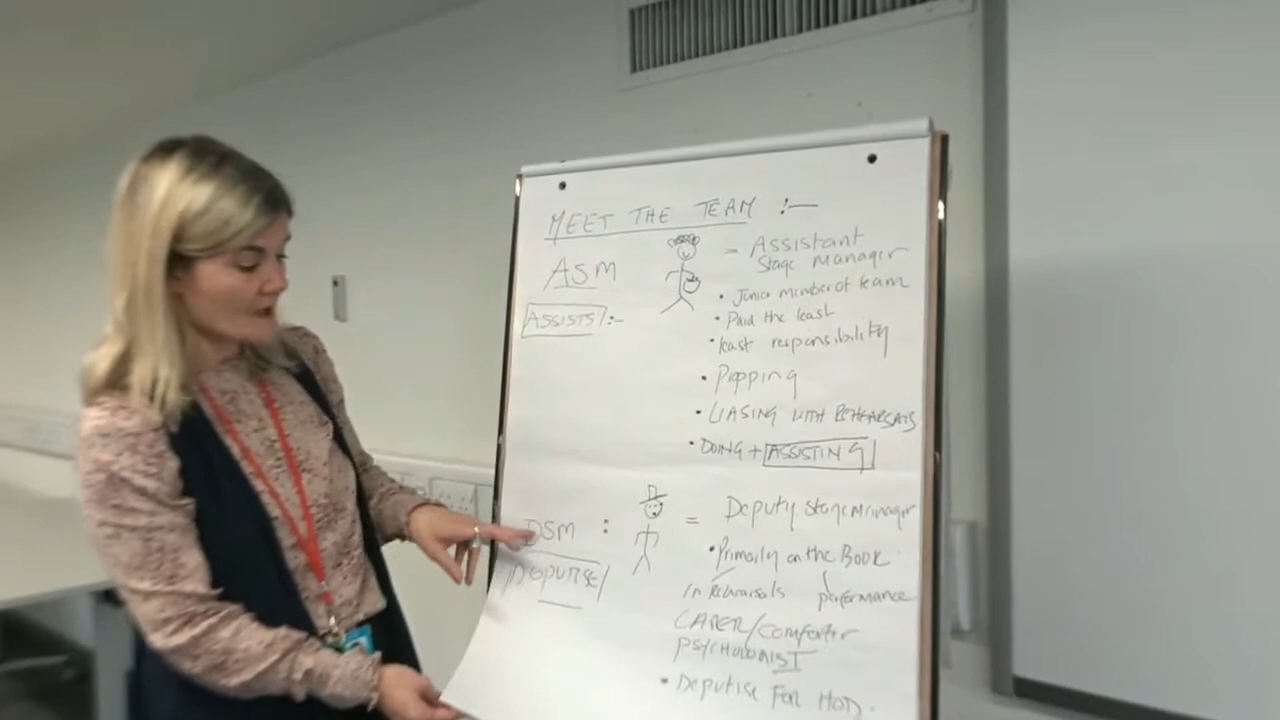 MEET THE TEAM :-
ASM
= Assistant
Stage manager
ASSISTS :-
• Junior member of team
• Paid the least
• least responsibility
• Propping
• LIASING WITH REHEARSALS
• DOING + ASSISTING
DSM : = Deputy Stage Manager
DEPUTISE
• Primarily on the Book
in Rehearsals performance
CARER/Comforter
PSYCHOLOGIST
• Deputise For HOD.